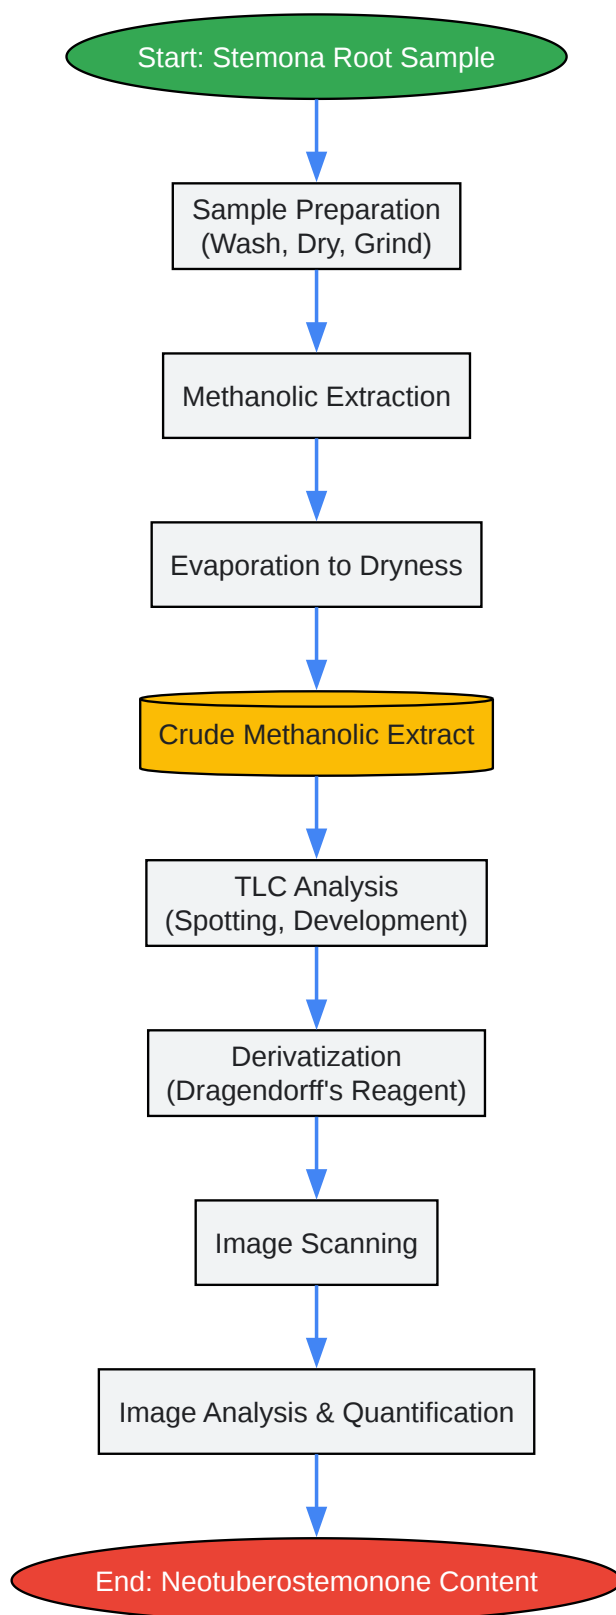 Start: Stemona Root Sample
Sample Preparation
(Wash, Dry, Grind)
Methanolic Extraction
Evaporation to Dryness
Crude Methanolic Extract
TLC Analysis
(Spotting, Development)
Derivatization
(Dragendorff's Reagent)
Image Scanning
Image Analysis & Quantification
End: Neotuberostemonone Content